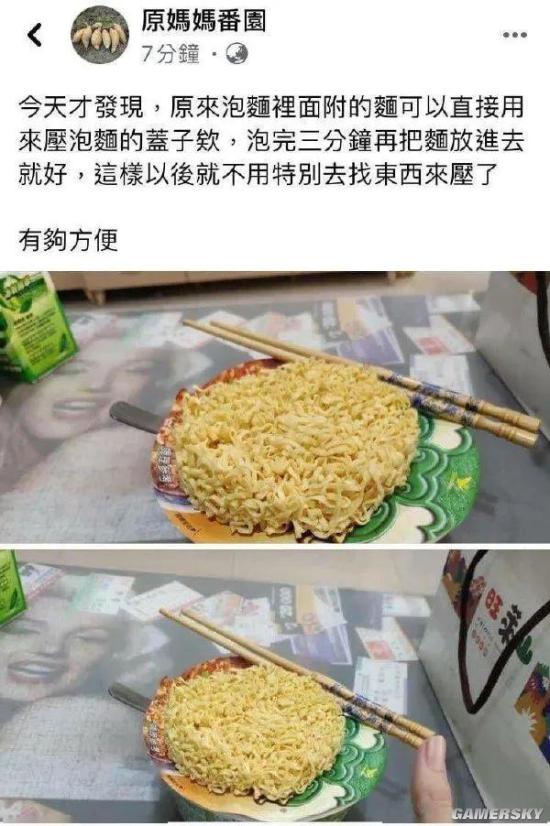 原媽媽番園
7分鐘·
今天才發現,原來泡麵裡面附的麵可以直接用
來壓泡麵的蓋子欸,泡完三分鐘再把麵放進去
就好,這樣以後就不用特別去找東西來壓了
有夠方便
旺
GAMERSKY